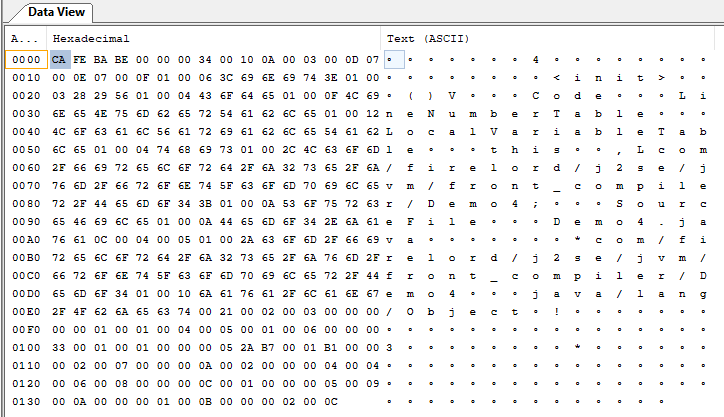 Data View
A... Hexadecimal Text (ASCII)
0000 CA FE BA BE 00 00 00 34 00 10 0A 00 03 00 0D 07 ∘ ∘ ∘ ∘ ∘ ∘ ∘ 4 ∘ ∘ ∘ ∘ ∘ ∘ ∘ ∘
0010 00 0E 07 00 0F 01 00 06 3C 69 6E 69 74 3E 01 00 ∘ ∘ ∘ ∘ ∘ ∘ ∘ ∘ < i n i t > ∘ ∘
0020 03 28 29 56 01 00 04 43 6F 64 65 01 00 0F 4C 69 ∘ ( ) V ∘ ∘ ∘ C o d e ∘ ∘ ∘ L i
0030 6E 65 4E 75 6D 62 65 72 54 61 62 6C 65 01 00 12 n e N u m b e r T a b l e ∘ ∘ ∘
0040 4C 6F 63 61 6C 56 61 72 69 61 62 6C 65 54 61 62 L o c a l V a r i a b l e T a b
0050 6C 65 01 00 04 74 68 69 73 01 00 2C 4C 63 6F 6D l e ∘ ∘ ∘ t h i s ∘ ∘ , L c o m
0060 2F 66 69 72 65 6C 6F 72 64 2F 6A 32 73 65 2F 6A / f i r e l o r d / j 2 s e / j
0070 76 6D 2F 66 72 6F 6E 74 5F 63 6F 6D 70 69 6C 65 v m / f r o n t _ c o m p i l e
0080 72 2F 44 65 6D 6F 34 3B 01 00 0A 53 6F 75 72 63 r / D e m o 4 ; ∘ ∘ ∘ S o u r c
0090 65 46 69 6C 65 01 00 0A 44 65 6D 6F 34 2E 6A 61 e F i l e ∘ ∘ ∘ D e m o 4 . j a
00A0 76 61 0C 00 04 00 05 01 00 2A 63 6F 6D 2F 66 69 v a ∘ ∘ ∘ ∘ ∘ ∘ ∘ * c o m / f i
00B0 72 65 6C 6F 72 64 2F 6A 32 73 65 2F 6A 76 6D 2F r e l o r d / j 2 s e / j v m /
00C0 66 72 6F 6E 74 5F 63 6F 6D 70 69 6C 65 72 2F 44 f r o n t _ c o m p i l e r / D
00D0 65 6D 6F 34 01 00 10 6A 61 76 61 2F 6C 61 6E 67 e m o 4 ∘ ∘ ∘ j a v a / l a n g
00E0 2F 4F 62 6A 65 63 74 00 21 00 02 00 03 00 00 00 / O b j e c t ∘ ! ∘ ∘ ∘ ∘ ∘ ∘ ∘
00F0 00 00 01 00 01 00 04 00 05 00 01 00 06 00 00 00 ∘ ∘ ∘ ∘ ∘ ∘ ∘ ∘ ∘ ∘ ∘ ∘ ∘ ∘ ∘ ∘
0100 33 00 01 00 01 00 00 00 05 2A B7 00 01 B1 00 00 3 ∘ ∘ ∘ ∘ ∘ ∘ ∘ ∘ * ∘ ∘ ∘ ∘ ∘ ∘
0110 00 02 00 07 00 00 00 0A 00 02 00 00 00 04 00 04 ∘ ∘ ∘ ∘ ∘ ∘ ∘ ∘ ∘ ∘ ∘ ∘ ∘ ∘ ∘ ∘
0120 00 06 00 08 00 00 00 0C 00 01 00 00 00 05 00 09 ∘ ∘ ∘ ∘ ∘ ∘ ∘ ∘ ∘ ∘ ∘ ∘ ∘ ∘ ∘ ∘
0130 00 0A 00 00 00 01 00 0B 00 00 00 02 00 0C ∘ ∘ ∘ ∘ ∘ ∘ ∘ ∘ ∘ ∘ ∘ ∘ ∘ ∘